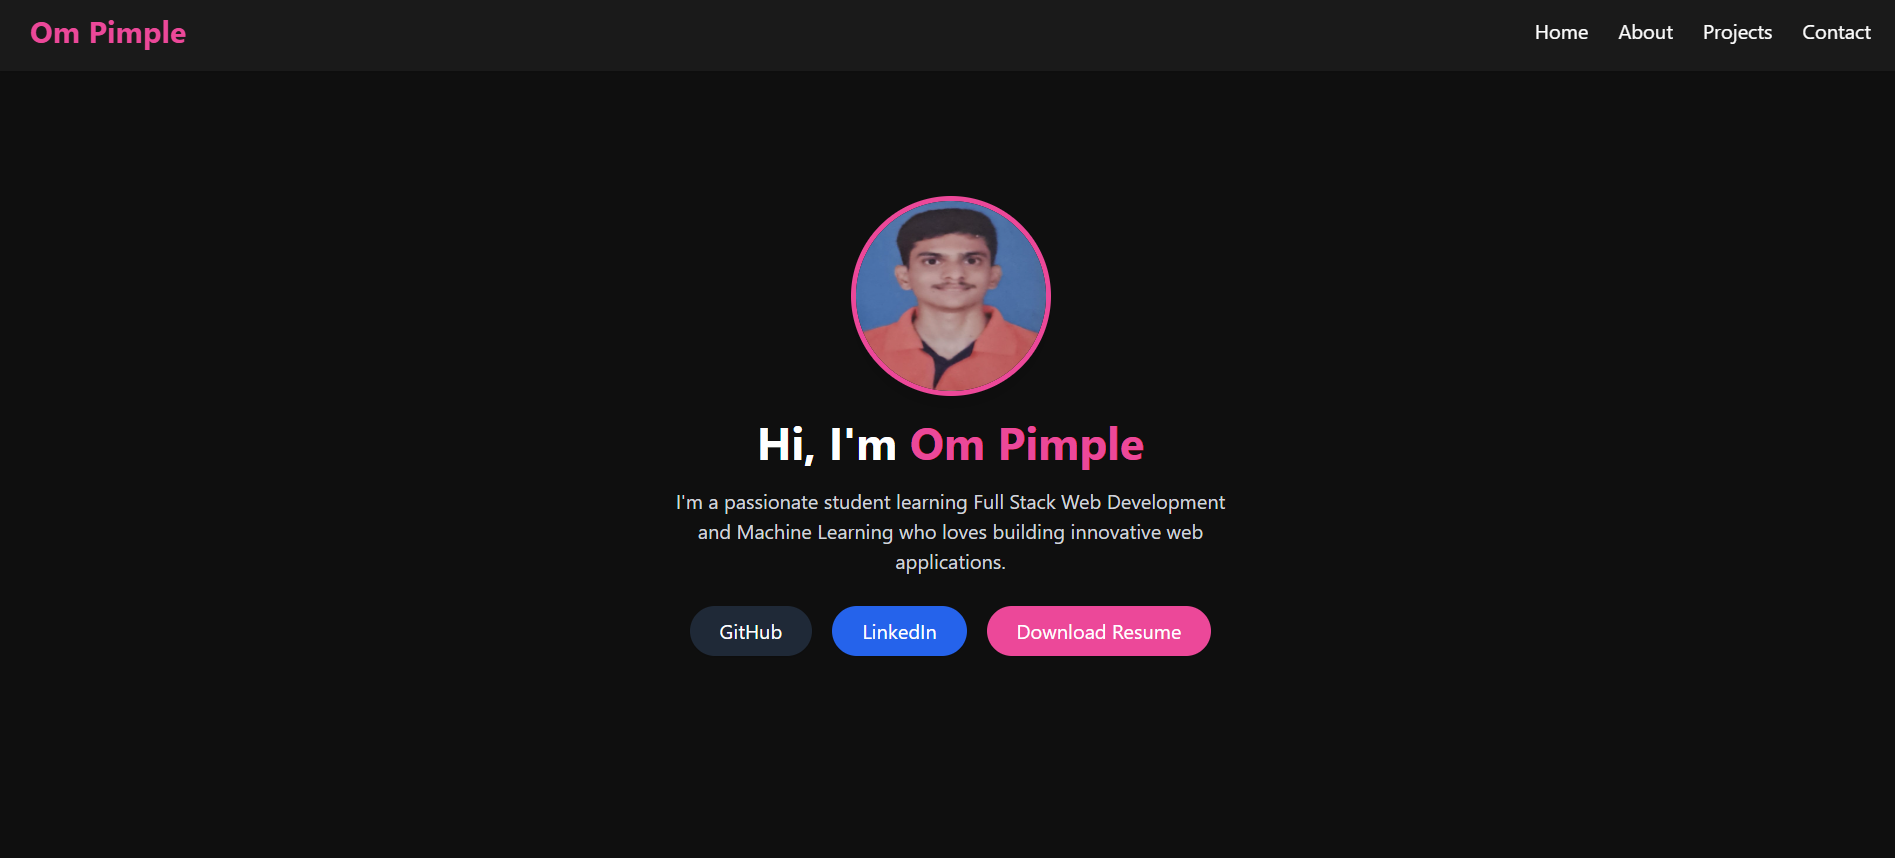 Om Pimple
Home About Projects Contact
Hi, I'm Om Pimple
I'm a passionate student learning Full Stack Web Development
and Machine Learning who loves building innovative web
applications.
GitHub LinkedIn Download Resume